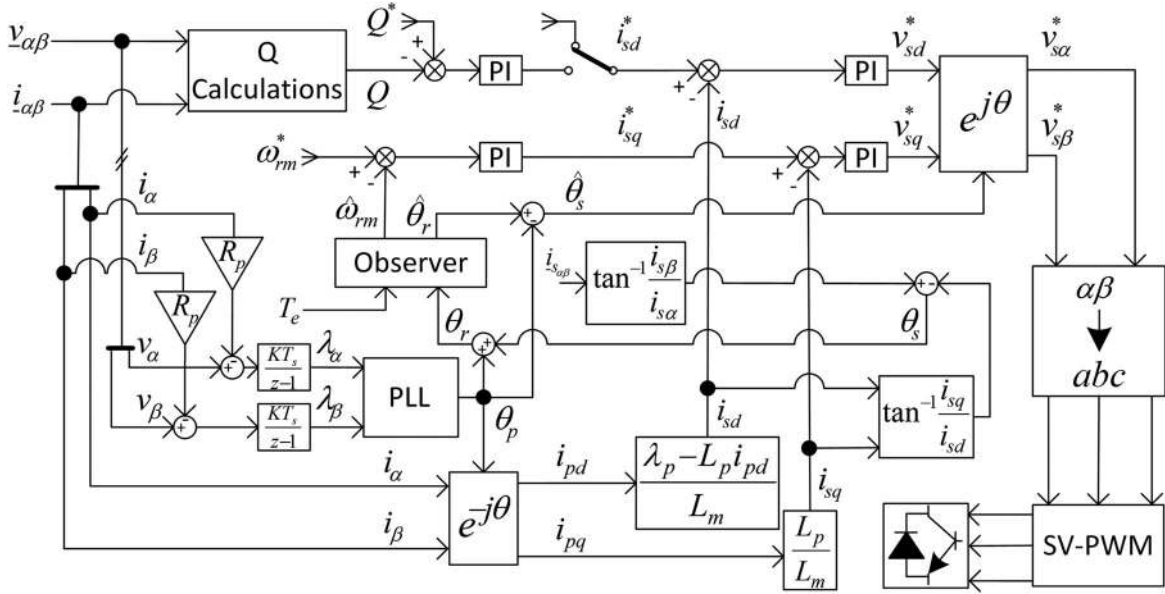 v_αβ
Q Calculations
Q*
+
-
Q
PI
i*_sd
+
-
i_sd
PI
v*_sd
v*_sα
i_αβ
ω*_rm
+
-
PI
i*_sq
+
-
PI
v*_sq
e^jθ
v*_sβ
i_α
R_p
i_β
R_p
ω̂_rm
θ̂_r
+
-
θ̂_s
Observer
T_e
θ_r
i_sαβ
tan⁻¹ i_sβ / i_sα
+
-
θ_s
αβ
abc
v_α
+
-
KT_s / z−1
λ_α
+
+
v_β
+
-
KT_s / z−1
λ_β
PLL
θ_p
i_sd
tan⁻¹ i_sq / i_sd
i_α
i_β
e^−jθ
i_pd
λ_p − L_p i_pd / L_m
i_sq
i_pq
L_p / L_m
SV-PWM